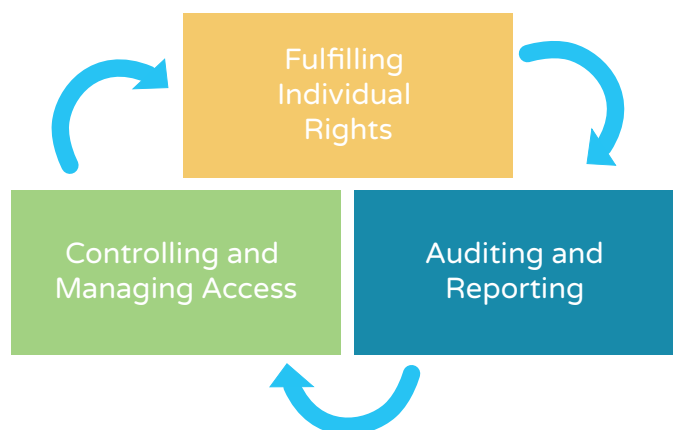 Fulfilling
Individual
Rights
Controlling and
Managing Access
Auditing and
Reporting